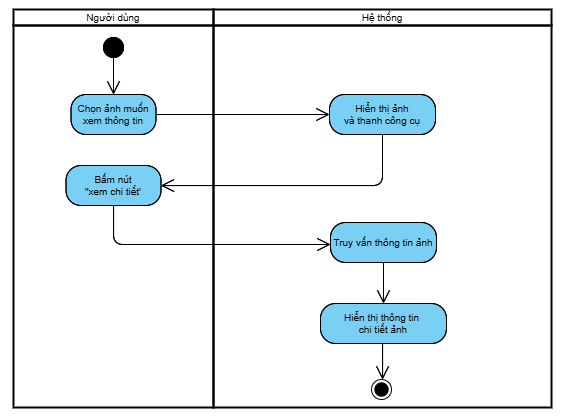 Người dùng
Hệ thống
Chọn ảnh muốn
xem thông tin
Hiển thị ảnh
và thanh công cụ
Bấm nút
"xem chi tiết'
Truy vấn thông tin ảnh
Hiển thị thông tin
chi tiết ảnh